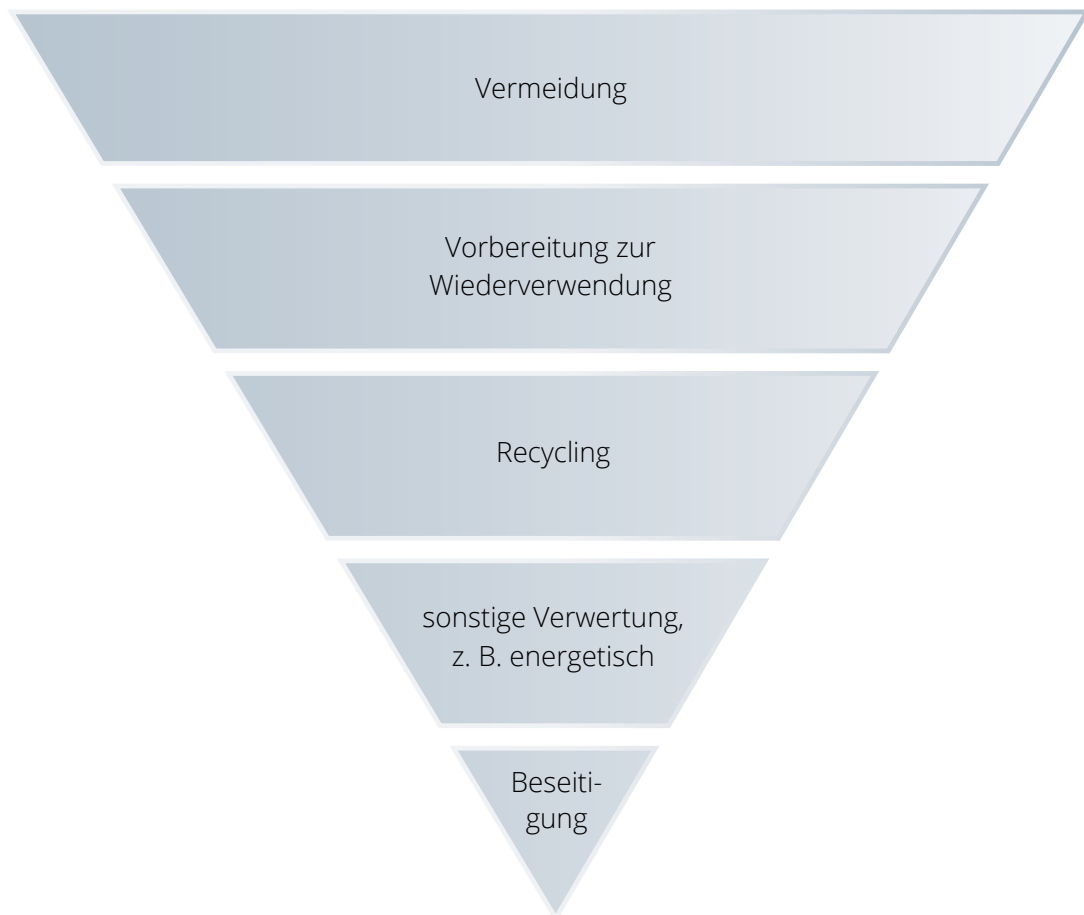 Vermeidung
Vorbereitung zur
Wiederverwendung
Recycling
sonstige Verwertung,
z. B. energetisch
Beseiti-
gung